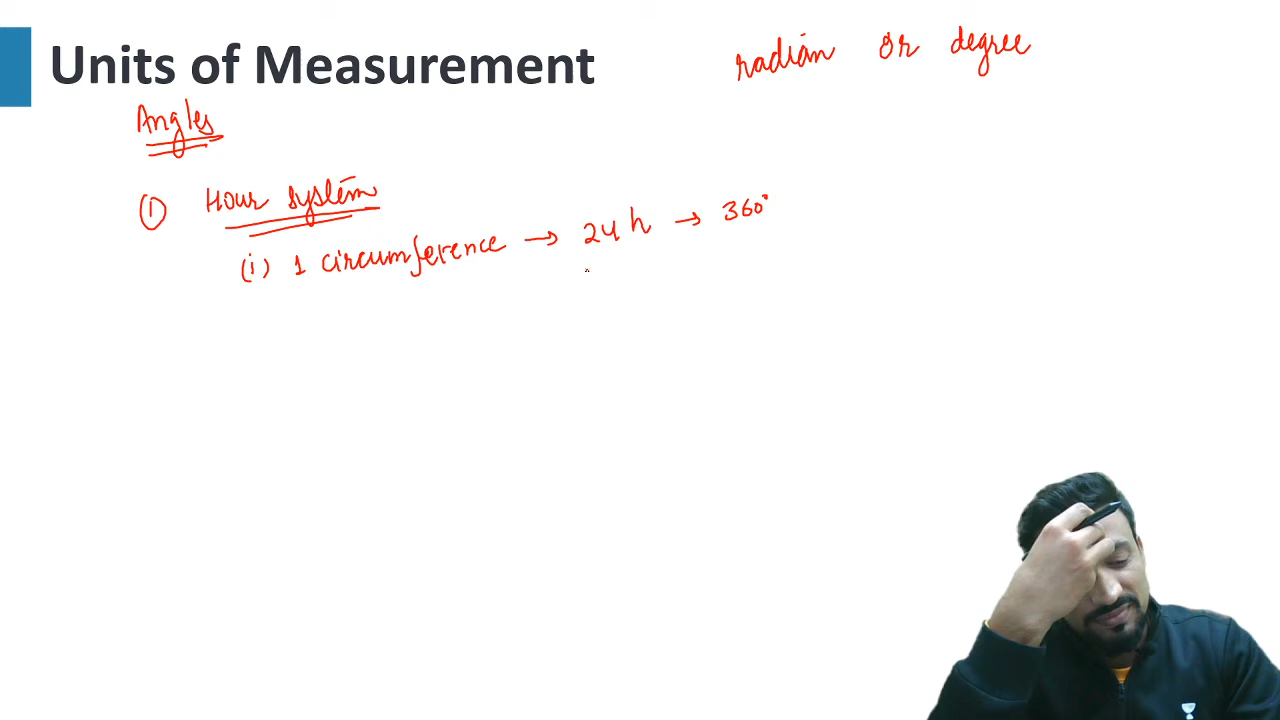 Units of Measurement
radian or degree
Angles
① Hour system
(i) 1 circumference → 24 h → 360°